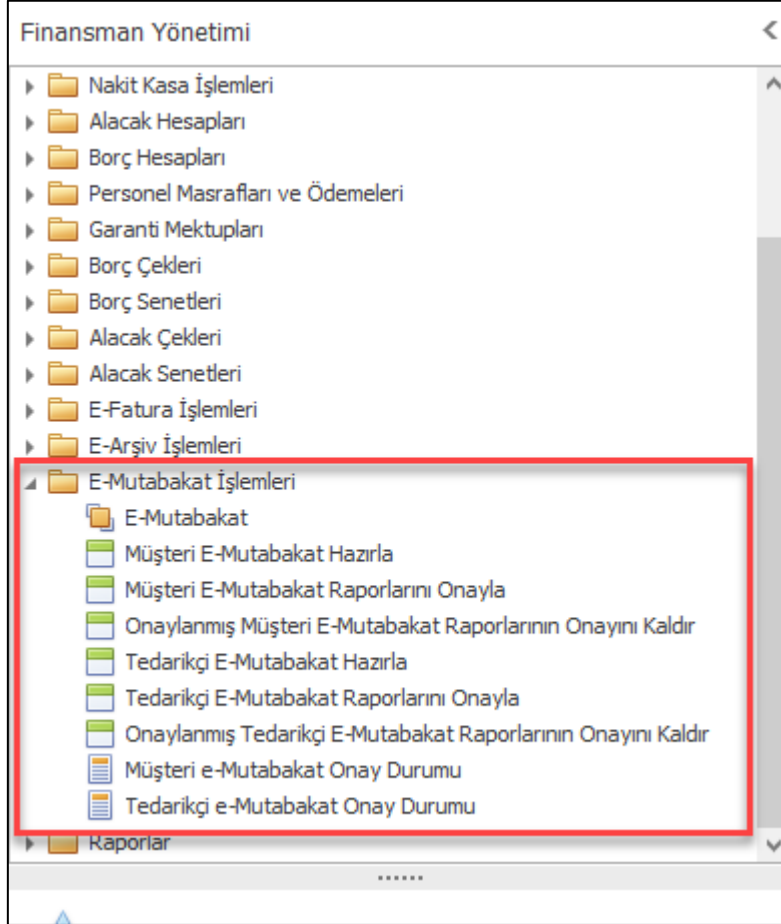 Finansman Yönetimi
Nakit Kasa İşlemleri
Alacak Hesapları
Borç Hesapları
Personel Masrafları ve Ödemeleri
Garanti Mektupları
Borç Çekleri
Borç Senetleri
Alacak Çekleri
Alacak Senetleri
E-Fatura İşlemleri
E-Arşiv İşlemleri
E-Mutabakat İşlemleri
E-Mutabakat
Müşteri E-Mutabakat Hazırla
Müşteri E-Mutabakat Raporlarını Onayla
Onaylanmış Müşteri E-Mutabakat Raporlarının Onayını Kaldır
Tedarikçi E-Mutabakat Hazırla
Tedarikçi E-Mutabakat Raporlarını Onayla
Onaylanmış Tedarikçi E-Mutabakat Raporlarının Onayını Kaldır
Müşteri e-Mutabakat Onay Durumu
Tedarikçi e-Mutabakat Onay Durumu
Raporlar